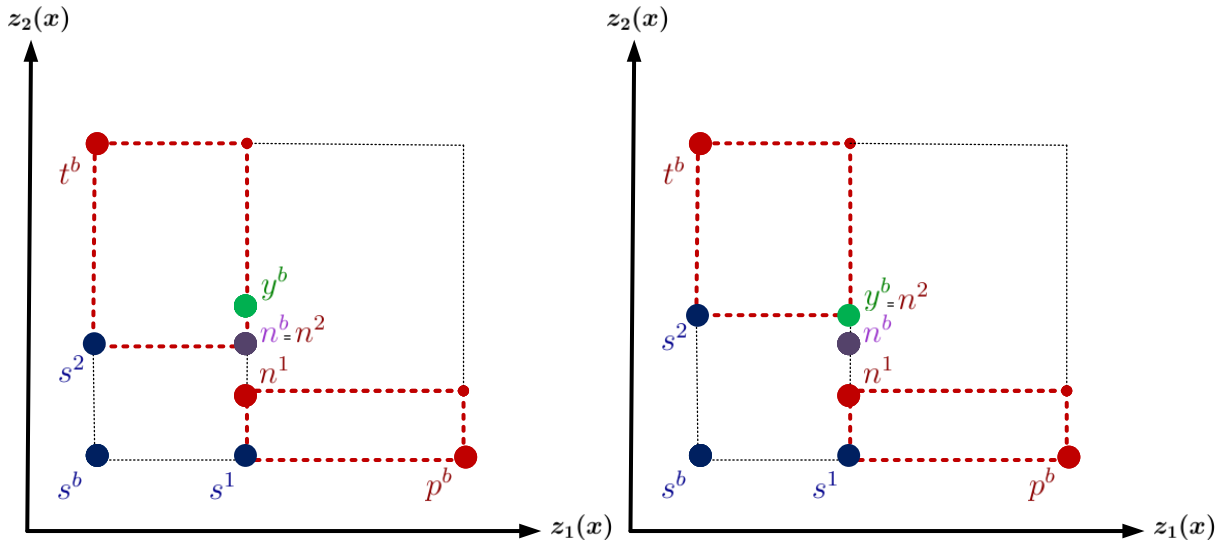 z₂(x)
tᵇ
yᵇ
nᵇ = n²
s²
n¹
sᵇ
s¹
pᵇ
z₁(x)
z₂(x)
tᵇ
yᵇ = n²
s²
nᵇ
n¹
sᵇ
s¹
pᵇ
z₁(x)